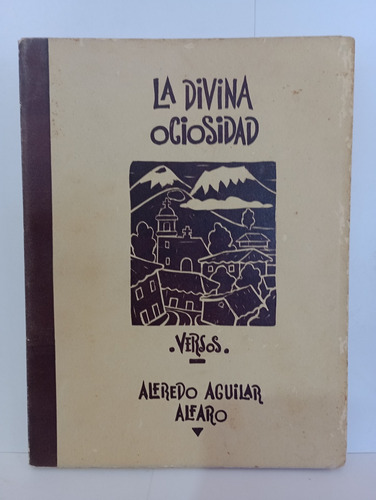 LA DiViNA
OCiOSiDAD
.VERSOS.
ALFREDO AGUiLAR
ALFARO